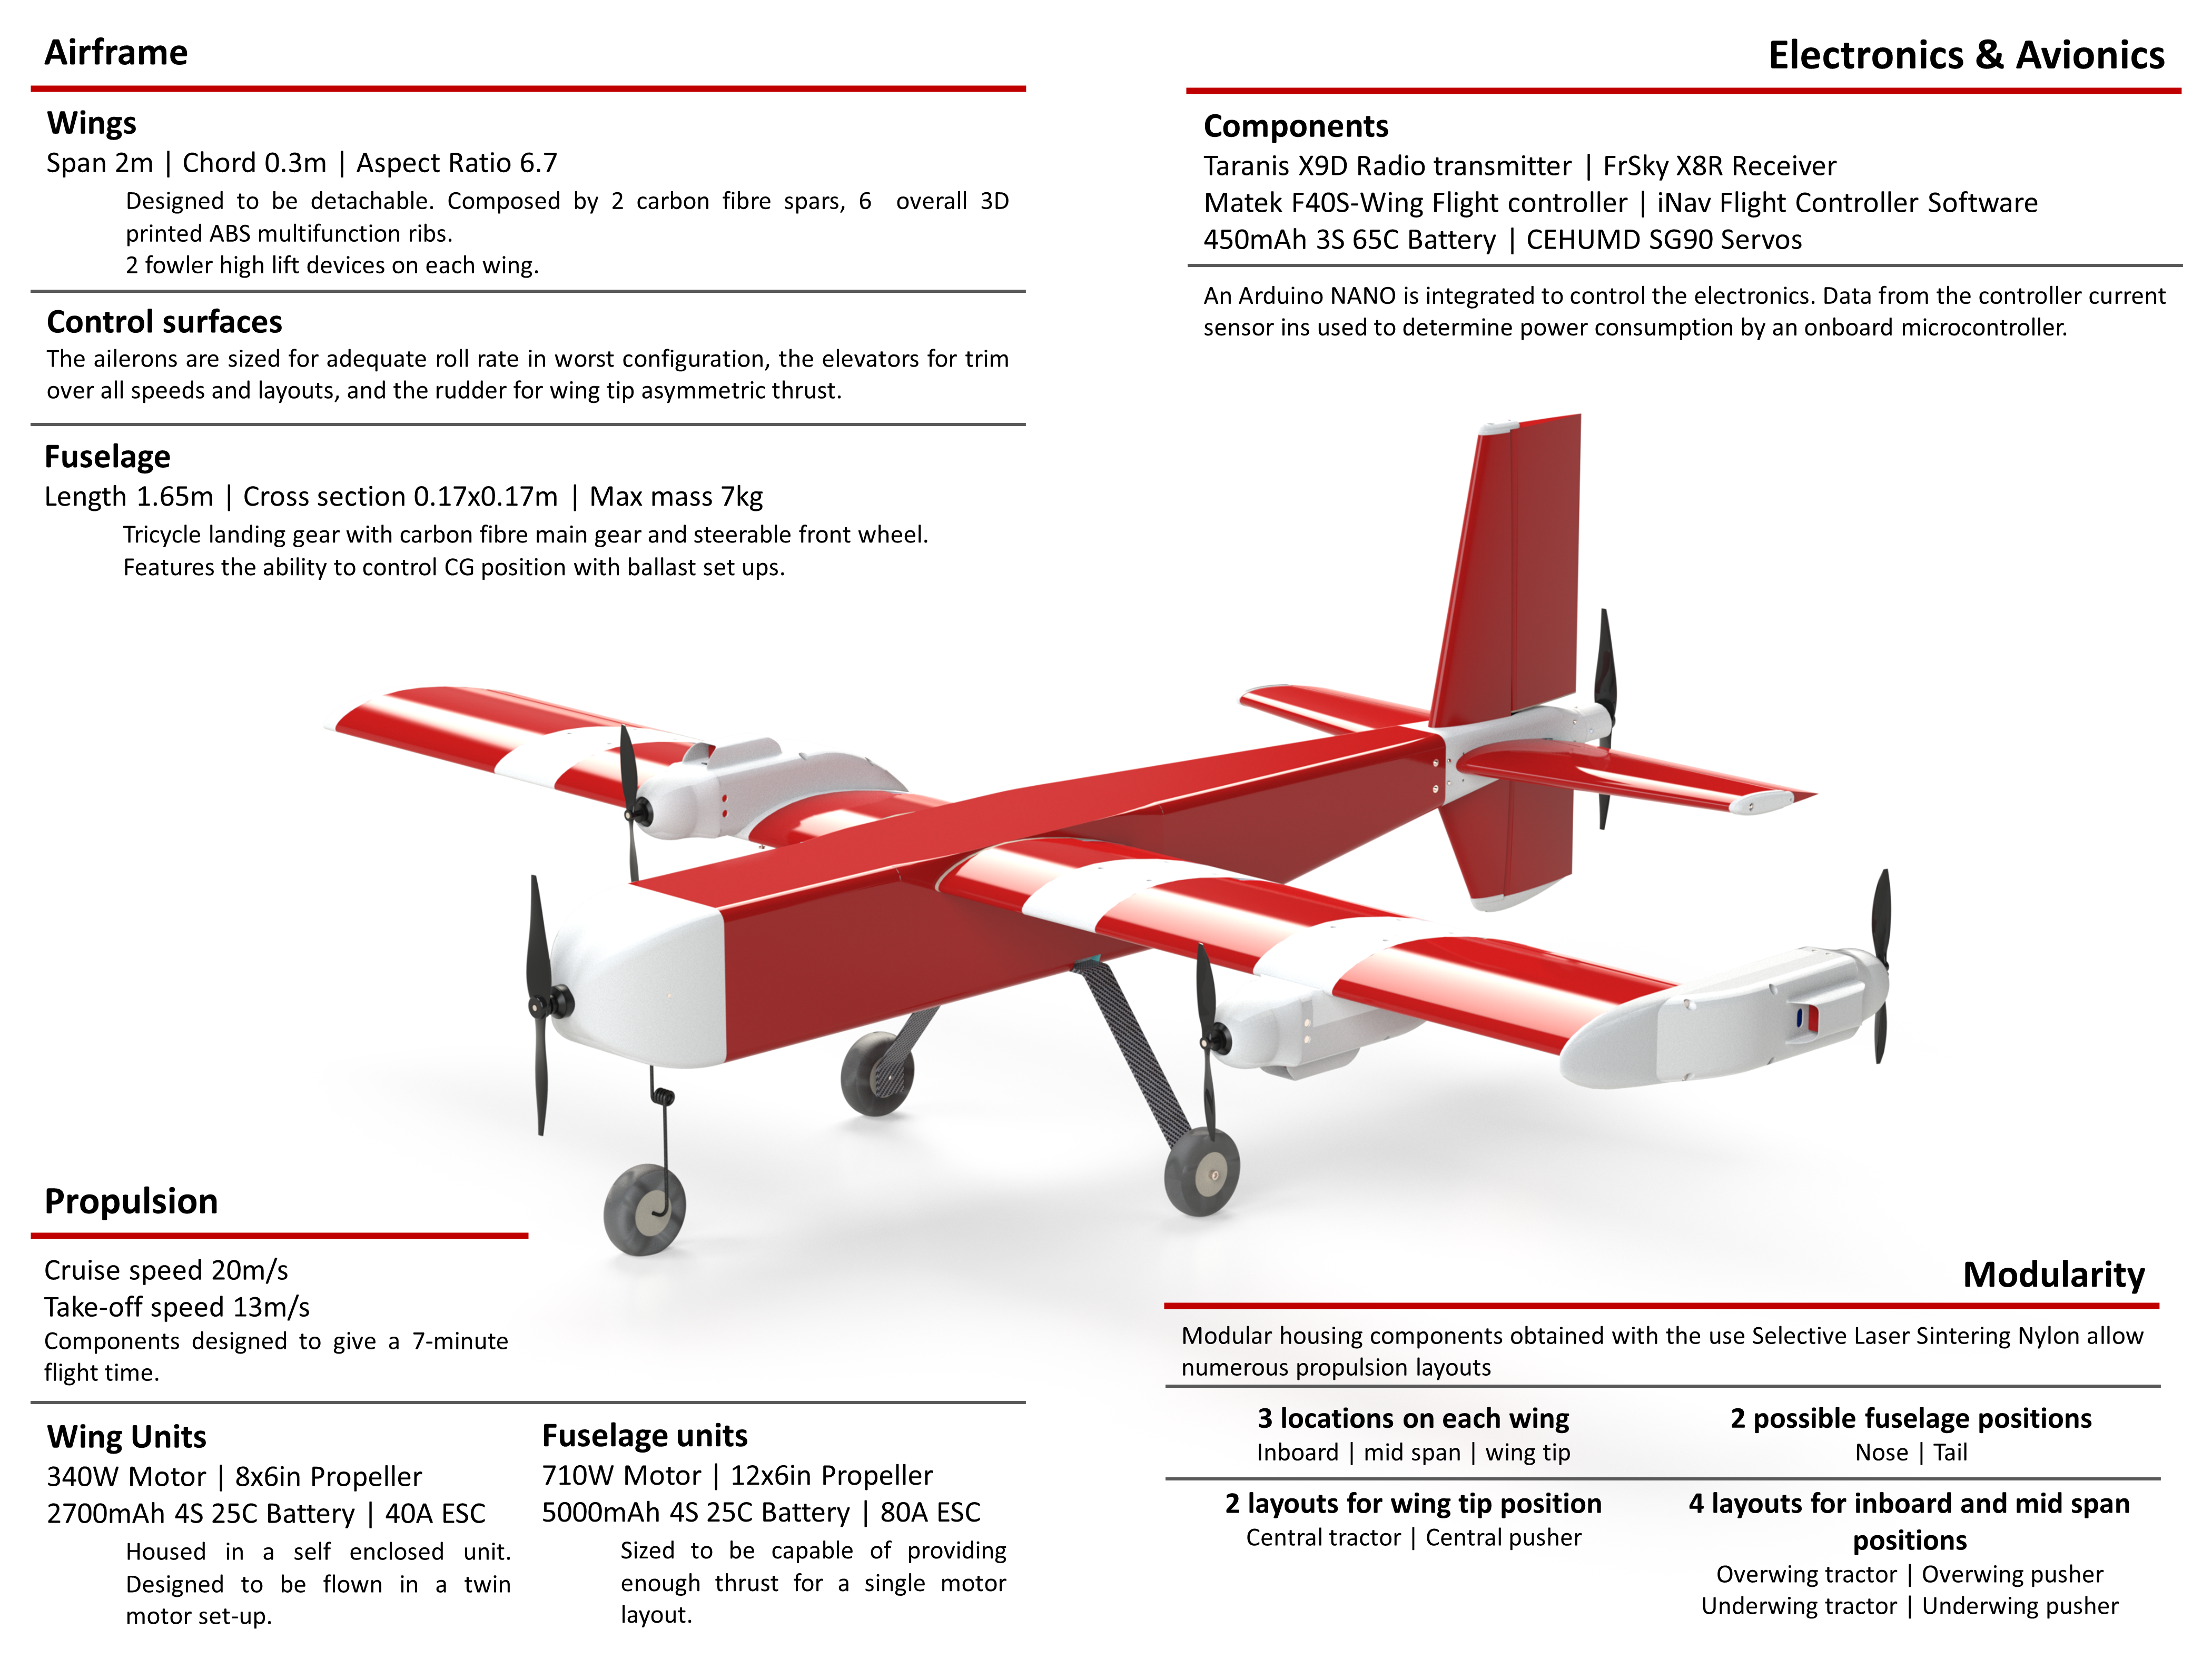 Airframe
Wings
Span 2m | Chord 0.3m | Aspect Ratio 6.7
Designed to be detachable. Composed by 2 carbon fibre spars, 6 overall 3D
printed ABS multifunction ribs.
2 fowler high lift devices on each wing.
Control surfaces
The ailerons are sized for adequate roll rate in worst configuration, the elevators for trim
over all speeds and layouts, and the rudder for wing tip asymmetric thrust.
Fuselage
Length 1.65m | Cross section 0.17x0.17m | Max mass 7kg
Tricycle landing gear with carbon fibre main gear and steerable front wheel.
Features the ability to control CG position with ballast set ups.
Electronics & Avionics
Components
Taranis X9D Radio transmitter | FrSky X8R Receiver
Matek F40S-Wing Flight controller | iNav Flight Controller Software
450mAh 3S 65C Battery | CEHUMD SG90 Servos
An Arduino NANO is integrated to control the electronics. Data from the controller current
sensor ins used to determine power consumption by an onboard microcontroller.
Propulsion
Cruise speed 20m/s
Take-off speed 13m/s
Components designed to give a 7-minute
flight time.
Wing Units
340W Motor | 8x6in Propeller
2700mAh 4S 25C Battery | 40A ESC
Housed in a self enclosed unit.
Designed to be flown in a twin
motor set-up.
Fuselage units
710W Motor | 12x6in Propeller
5000mAh 4S 25C Battery | 80A ESC
Sized to be capable of providing
enough thrust for a single motor
layout.
Modularity
Modular housing components obtained with the use Selective Laser Sintering Nylon allow
numerous propulsion layouts
3 locations on each wing
Inboard | mid span | wing tip
2 possible fuselage positions
Nose | Tail
2 layouts for wing tip position
Central tractor | Central pusher
4 layouts for inboard and mid span
positions
Overwing tractor | Overwing pusher
Underwing tractor | Underwing pusher